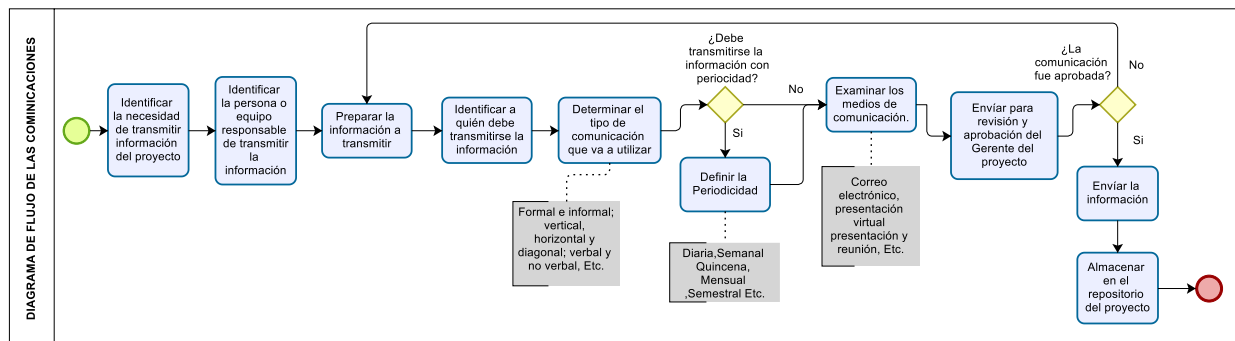 DIAGRAMA DE FLUJO DE LAS COMINICACIONES
Identificar
la necesidad
de transmitir
información
del proyecto
Identificar
la persona o
equipo
responsable
de transmitir
la
información
Preparar la
información a
transmitir
Identificar a
quién debe
transmitirse la
información
Determinar el
tipo de
comunicación
que va a utilizar
Formal e informal;
vertical,
horizontal y
diagonal; verbal y
no verbal, Etc.
¿Debe
transmitirse la
información con
periocidad?
No
Si
Definir la
Periodicidad
Diaria,Semanal
Quincena,
Mensual
,Semestral Etc.
Examinar los
medios de
comunicación.
Correo
electrónico,
presentación
virtual
presentación y
reunión, Etc.
Envíar para
revisión y
aprobación del
Gerente del
proyecto
¿La
comunicación
fue aprobada?
No
Si
Envíar la
información
Almacenar
en el
repositorio
del proyecto